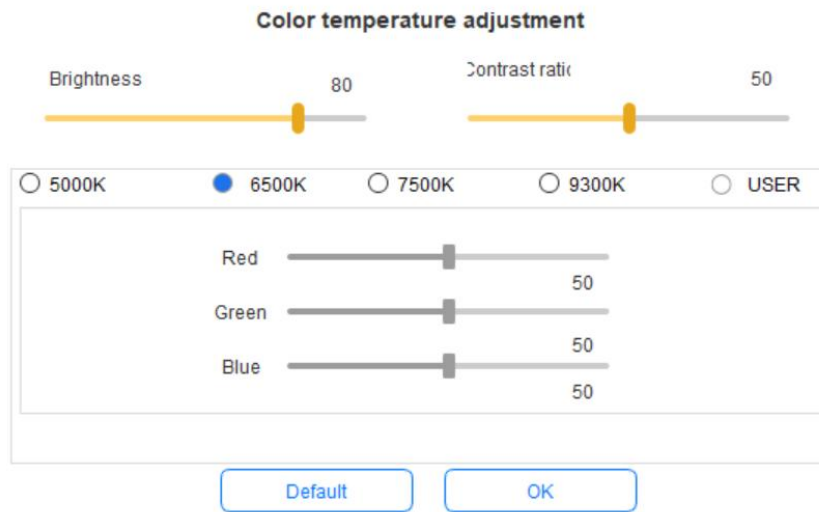 Color temperature adjustment
Brightness 80
Contrast ratio 50
5000K 6500K 7500K 9300K USER
Red
50
Green
50
Blue
50
Default OK